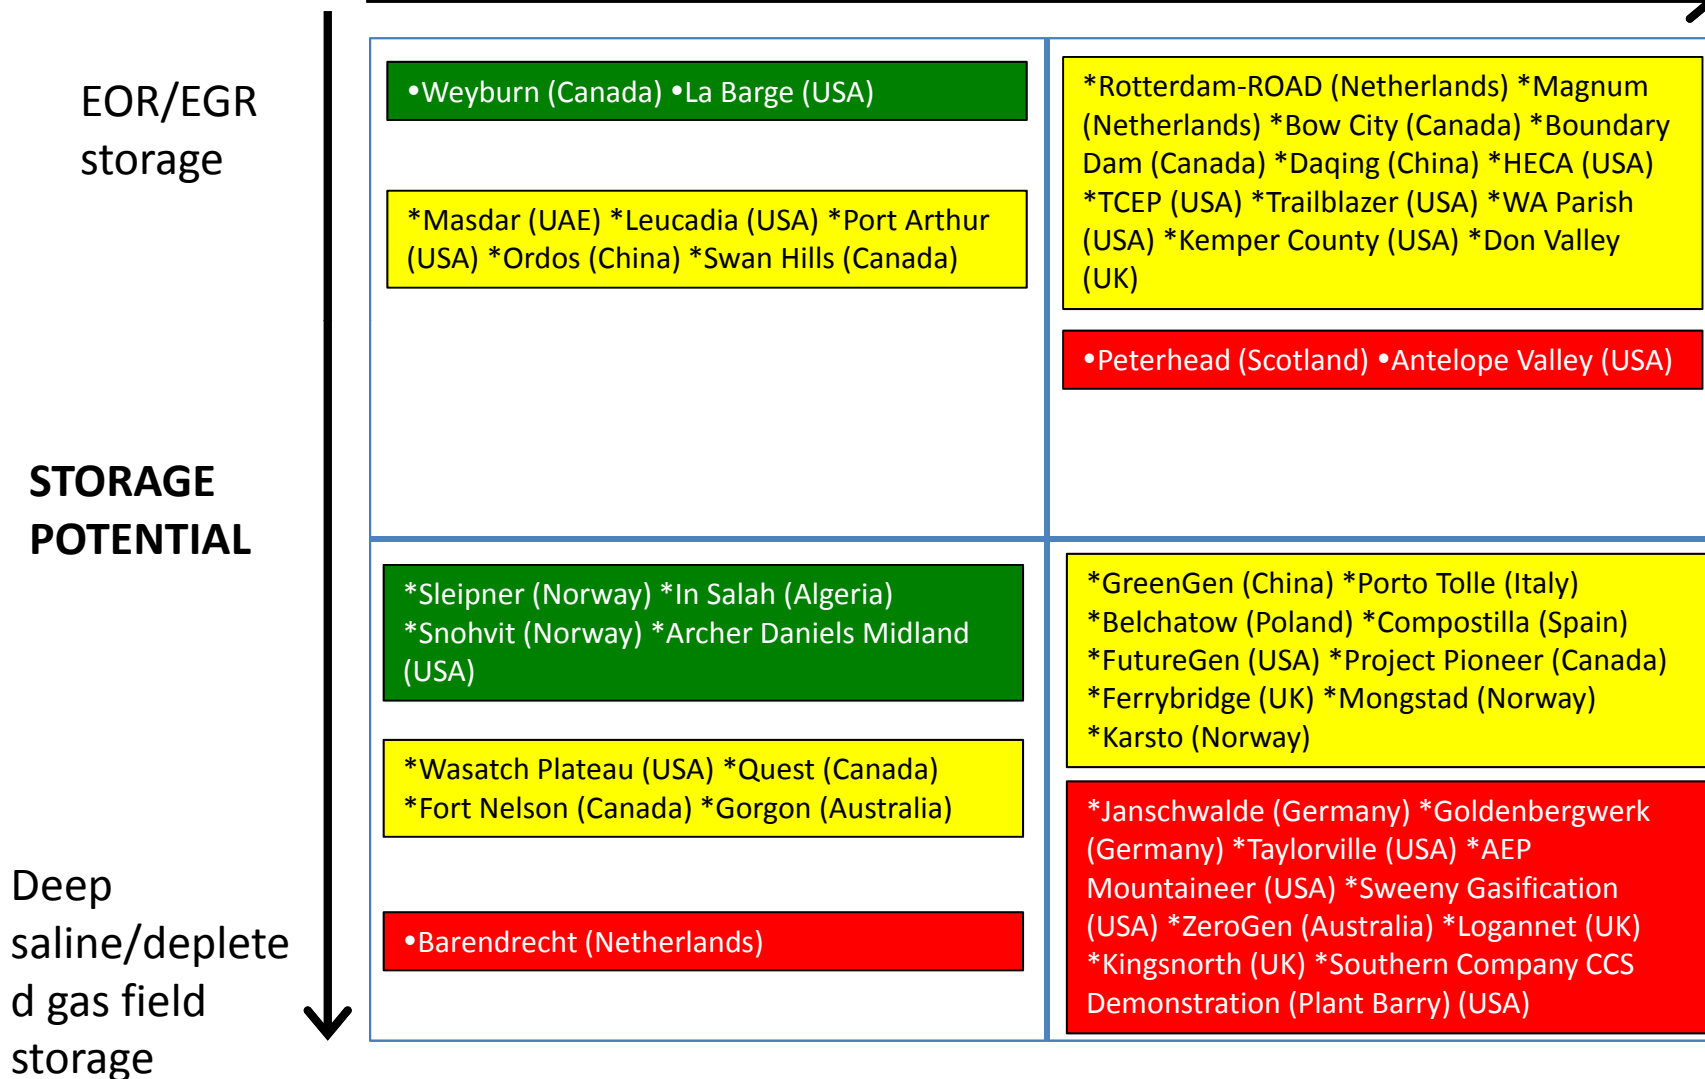 EOR/EGR
storage
•Weyburn (Canada) •La Barge (USA)
*Masdar (UAE) *Leucadia (USA) *Port Arthur
(USA) *Ordos (China) *Swan Hills (Canada)
*Rotterdam-ROAD (Netherlands) *Magnum
(Netherlands) *Bow City (Canada) *Boundary
Dam (Canada) *Daqing (China) *HECA (USA)
*TCEP (USA) *Trailblazer (USA) *WA Parish
(USA) *Kemper County (USA) *Don Valley
(UK)
•Peterhead (Scotland) •Antelope Valley (USA)
STORAGE
POTENTIAL
*Sleipner (Norway) *In Salah (Algeria)
*Snohvit (Norway) *Archer Daniels Midland
(USA)
*Wasatch Plateau (USA) *Quest (Canada)
*Fort Nelson (Canada) *Gorgon (Australia)
•Barendrecht (Netherlands)
*GreenGen (China) *Porto Tolle (Italy)
*Belchatow (Poland) *Compostilla (Spain)
*FutureGen (USA) *Project Pioneer (Canada)
*Ferrybridge (UK) *Mongstad (Norway)
*Karsto (Norway)
*Janschwalde (Germany) *Goldenbergwerk
(Germany) *Taylorville (USA) *AEP
Mountaineer (USA) *Sweeny Gasification
(USA) *ZeroGen (Australia) *Logannet (UK)
*Kingsnorth (UK) *Southern Company CCS
Demonstration (Plant Barry) (USA)
Deep
saline/deplete
d gas field
storage